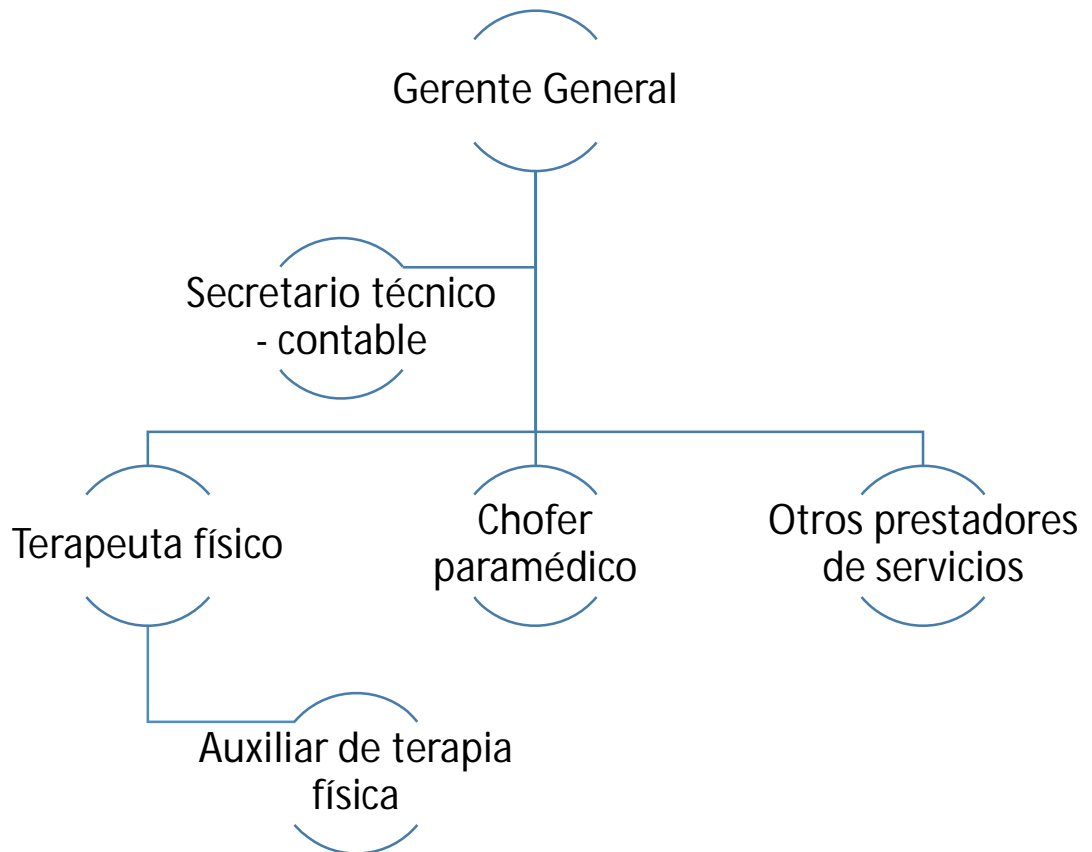 Gerente General
Secretario técnico
- contable
Terapeuta físico
Chofer
paramédico
Otros prestadores
de servicios
Auxiliar de terapia
física